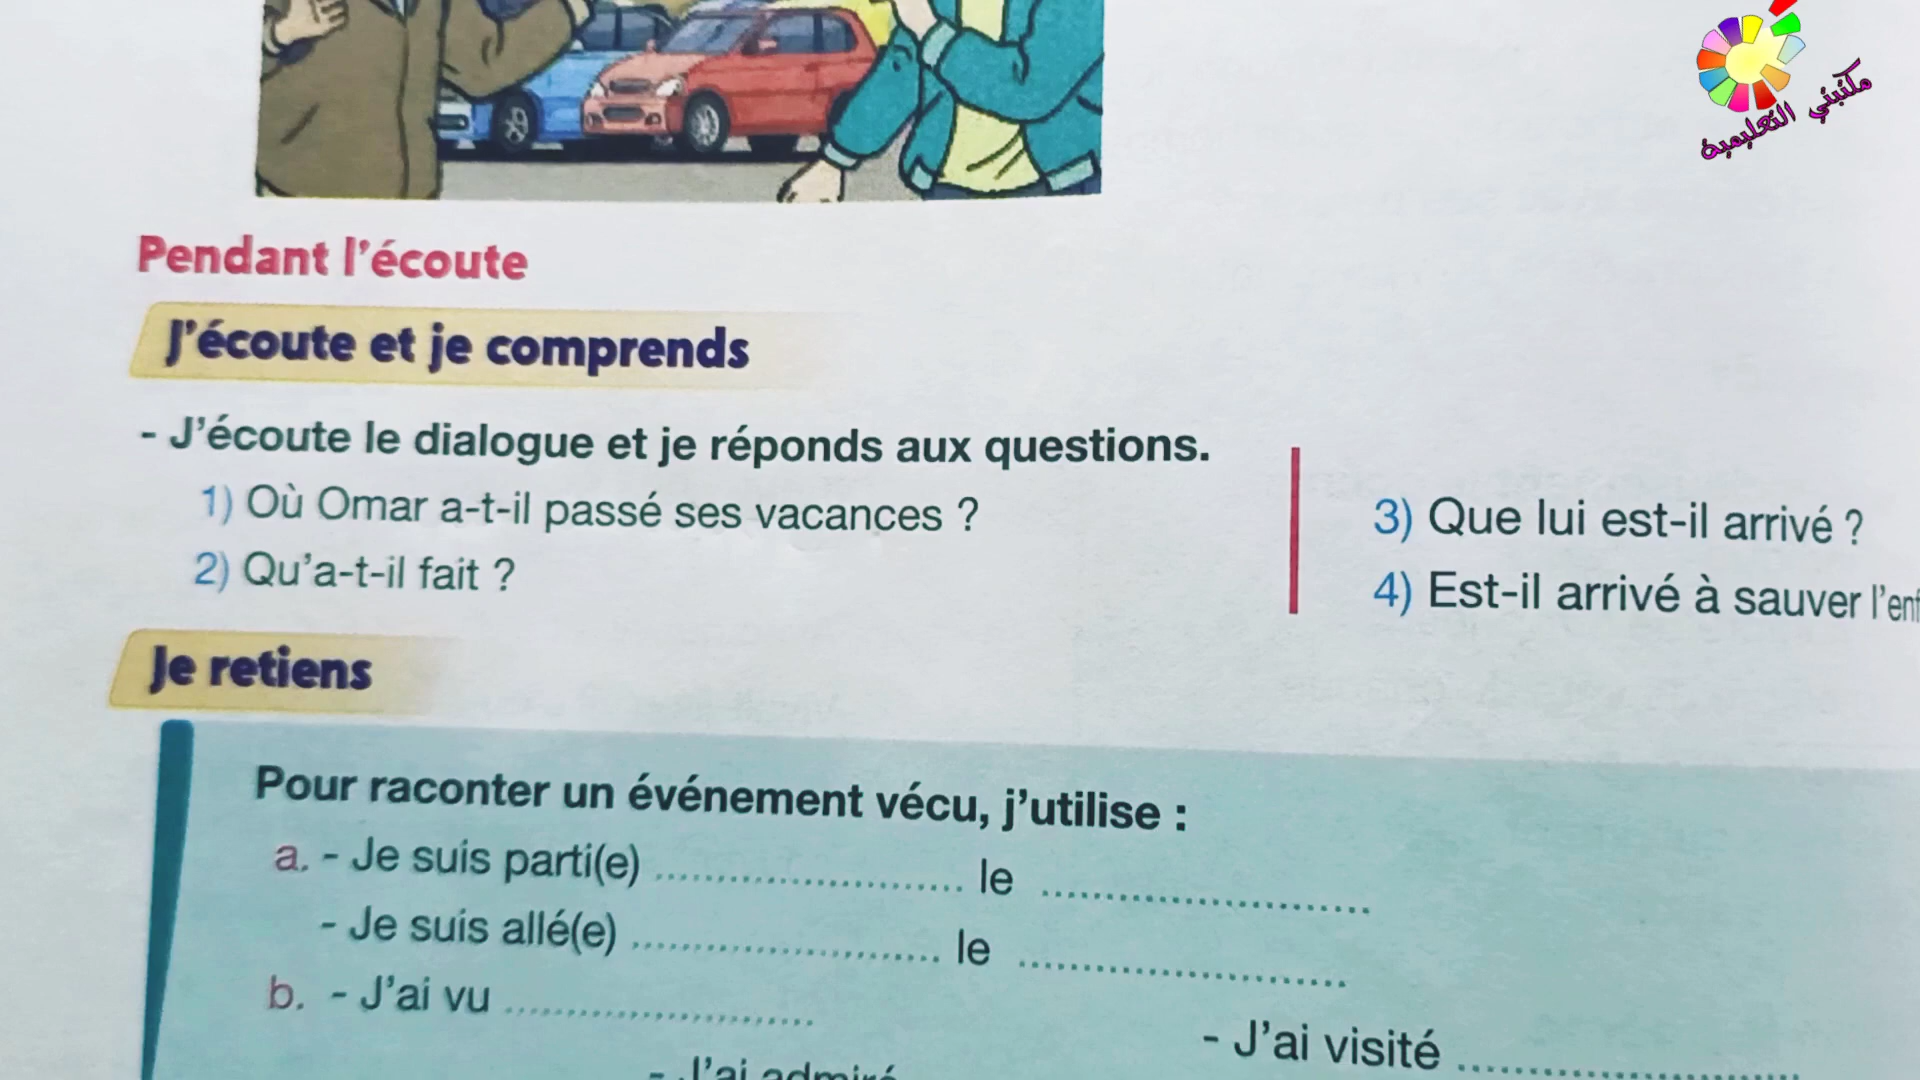 مكتبتي التعليمية
Pendant l'écoute
J'écoute et je comprends
- J'écoute le dialogue et je réponds aux questions.
1) Où Omar a-t-il passé ses vacances ?
2) Qu'a-t-il fait ?
3) Que lui est-il arrivé ?
4) Est-il arrivé à sauver l'enf
Je retiens
Pour raconter un événement vécu, j'utilise :
a. - Je suis parti(e) .............................. le ..............................
- Je suis allé(e) .............................. le ..............................
b. - J'ai vu ..............................
- J'ai visité ..............................
- J'ai admiré